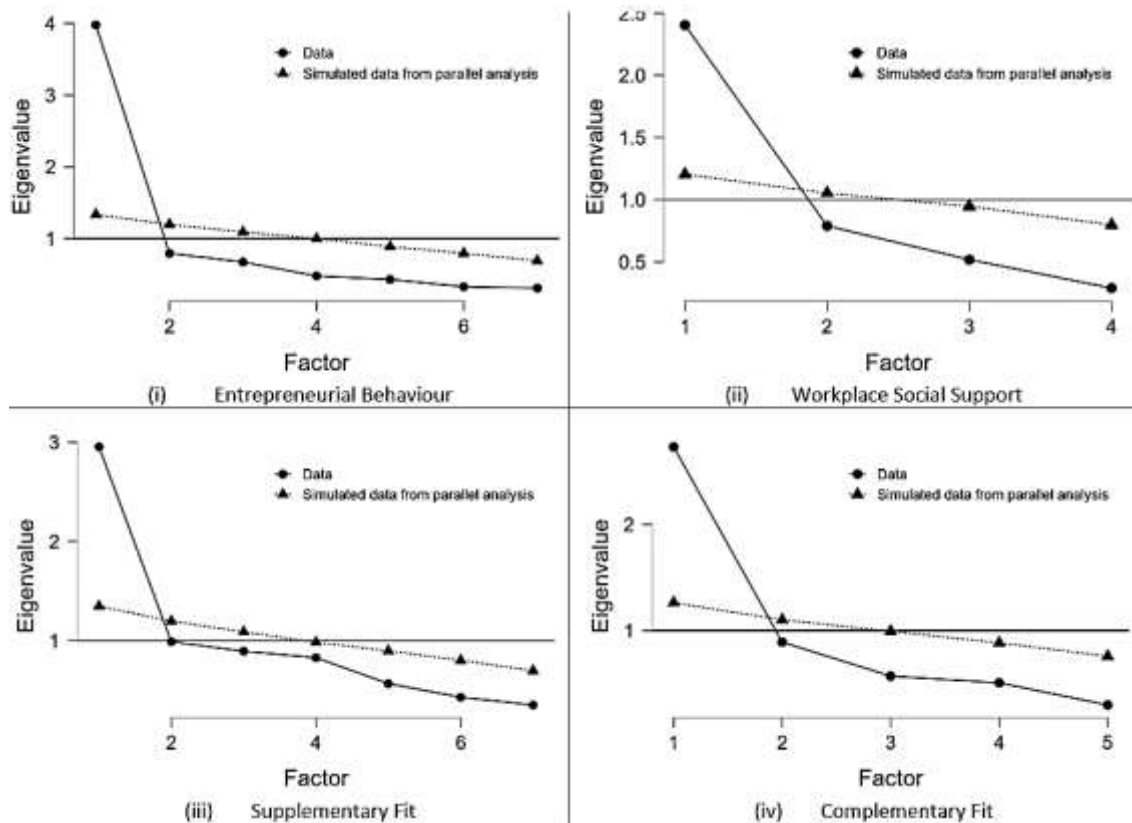 4
2
1
Eigenvalue
Data
Simulated data from parallel analysis
2 4 6
Factor
(i) Entrepreneurial Behaviour
2.5
2.0
1.5
1.0
0.5
Eigenvalue
Data
Simulated data from parallel analysis
1 2 3 4
Factor
(ii) Workplace Social Support
3
2
1
Eigenvalue
Data
Simulated data from parallel analysis
2 4 6
Factor
(iii) Supplementary Fit
2
1
Eigenvalue
Data
Simulated data from parallel analysis
1 2 3 4 5
Factor
(iv) Complementary Fit